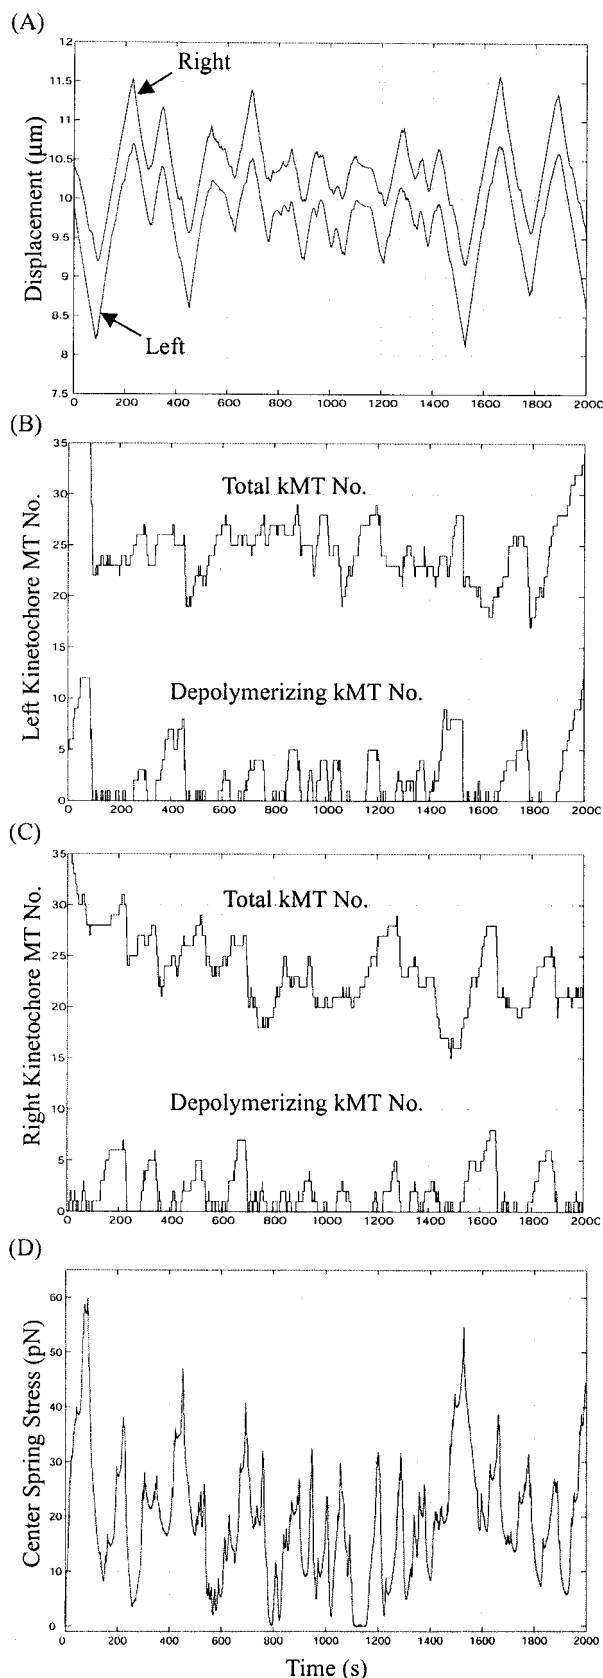 (A)
12
11.5
11
10.5
10
9.5
9
8.5
8
7.5
Displacement (μm)
Right
Left
0 200 400 600 800 1000 1200 1400 1600 1800 2000
(B)
35
30
25
20
15
10
5
0
Left Kinetochore MT No.
Total kMT No.
Depolymerizing kMT No.
0 200 400 600 800 1000 1200 1400 1600 1800 2000
(C)
35
30
25
20
15
10
5
0
Right Kinetochore MT No.
Total kMT No.
Depolymerizing kMT No.
0 200 400 600 800 1000 1200 1400 1600 1800 2000
(D)
60
50
40
30
20
10
0
Center Spring Stress (pN)
0 200 400 600 800 1000 1200 1400 1600 1800 2000
Time (s)